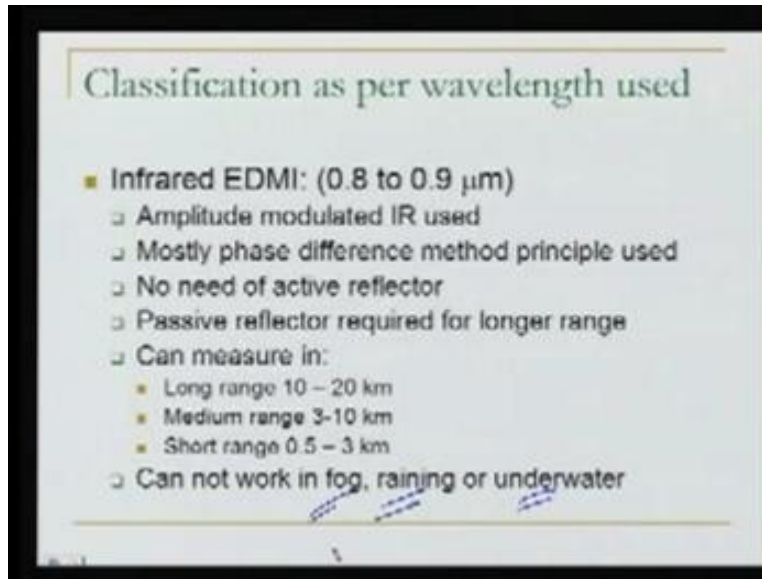 Classification as per wavelength used
Infrared EDMI: (0.8 to 0.9 μm)
Amplitude modulated IR used
Mostly phase difference method principle used
No need of active reflector
Passive reflector required for longer range
Can measure in:
Long range 10 – 20 km
Medium range 3-10 km
Short range 0.5 – 3 km
Can not work in fog, raining or underwater